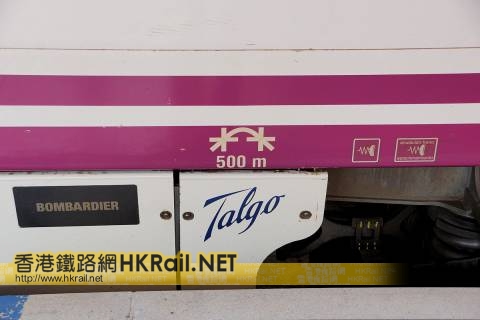 500 m
BOMBARDIER
Talgo
香港鐵路網HKRail.NET
http://www.hkrail.net